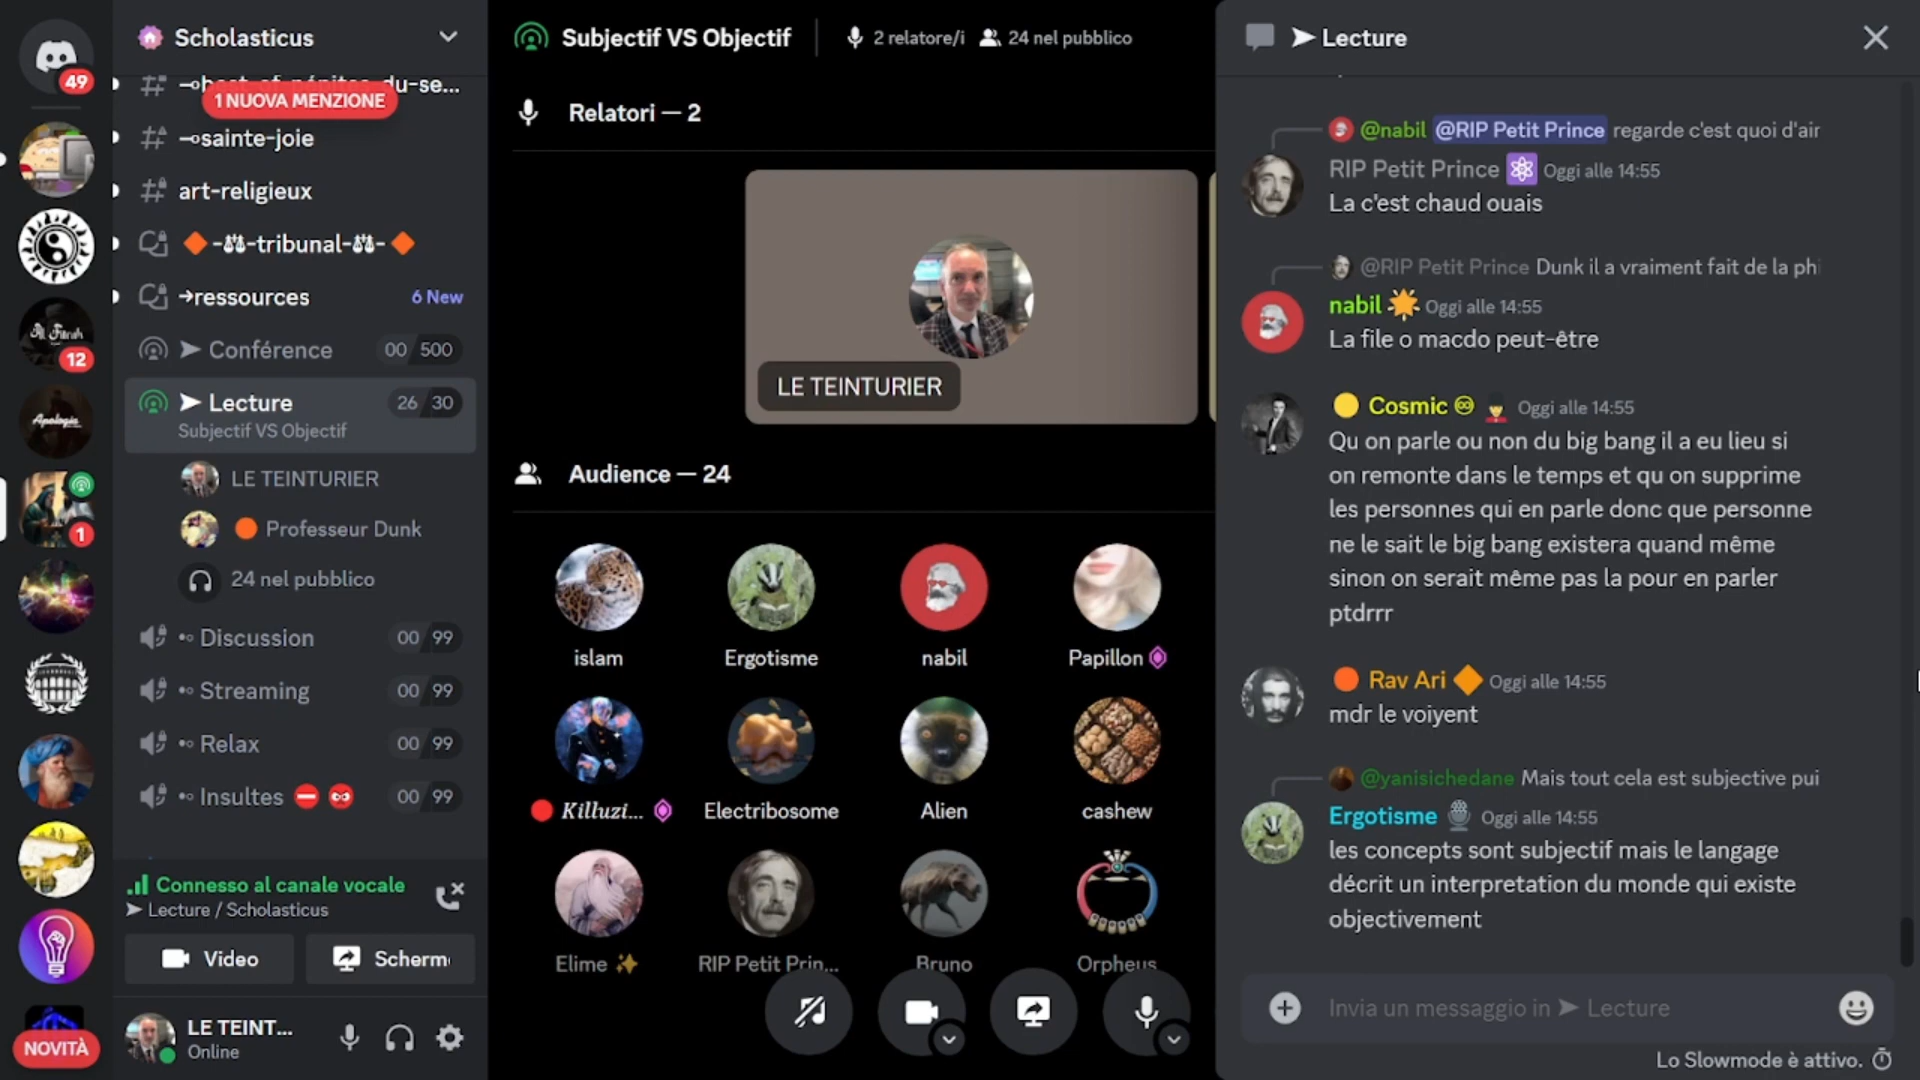 49
12
1
NOVITÀ
Scholasticus
du-se...
1 NUOVA MENZIONE
sainte-joie
art-religieux
-tribunal-
ressources
6 New
Conférence
00 500
Lecture
26 30
Subjectif VS Objectif
LE TEINTURIER
Professeur Dunk
24 nel pubblico
Discussion
00 99
Streaming
00 99
Relax
00 99
Insultes
00 99
Connesso al canale vocale
Lecture / Scholasticus
Video
Scherm
LE TEINT...
Online
Subjectif VS Objectif
2 relatore/i
24 nel pubblico
Relatori — 2
LE TEINTURIER
Audience — 24
islam
Ergotisme
nabil
Papillon
Killuzi...
Electribosome
Alien
cashew
Elime
RIP Petit Prin...
Bruno
Orpheus
Lecture
@nabil @RIP Petit Prince regarde c'est quoi d'air
RIP Petit Prince Oggi alle 14:55
La c'est chaud ouais
@RIP Petit Prince Dunk il a vraiment fait de la phi
nabil Oggi alle 14:55
La file o macdo peut-être
Cosmic Oggi alle 14:55
Qu on parle ou non du big bang il a eu lieu si
on remonte dans le temps et qu on supprime
les personnes qui en parle donc que personne
ne le sait le big bang existera quand même
sinon on serait même pas la pour en parler
ptdrrr
Rav Ari Oggi alle 14:55
mdr le voiyent
@yanisichedane Mais tout cela est subjective pui
Ergotisme Oggi alle 14:55
les concepts sont subjectif mais le langage
décrit un interpretation du monde qui existe
objectivement
Invia un messaggio in Lecture
Lo Slowmode è attivo.